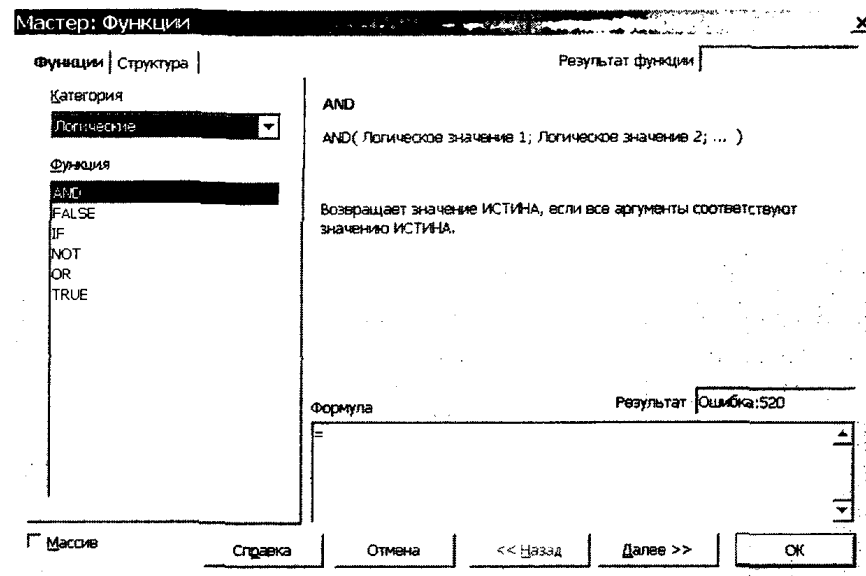 Мастер: Функции
Функции Структура
Результат функции
Категория
Логические
Функция
AND
FALSE
IF
NOT
OR
TRUE
AND
AND( Логическое значение 1; Логическое значение 2; ... )
Возвращает значение ИСТИНА, если все аргументы соответствуют
значению ИСТИНА.
Формула
Результат Ошибка:520
=
Массив
Справка
Отмена
<< Назад
Далее >>
ОК